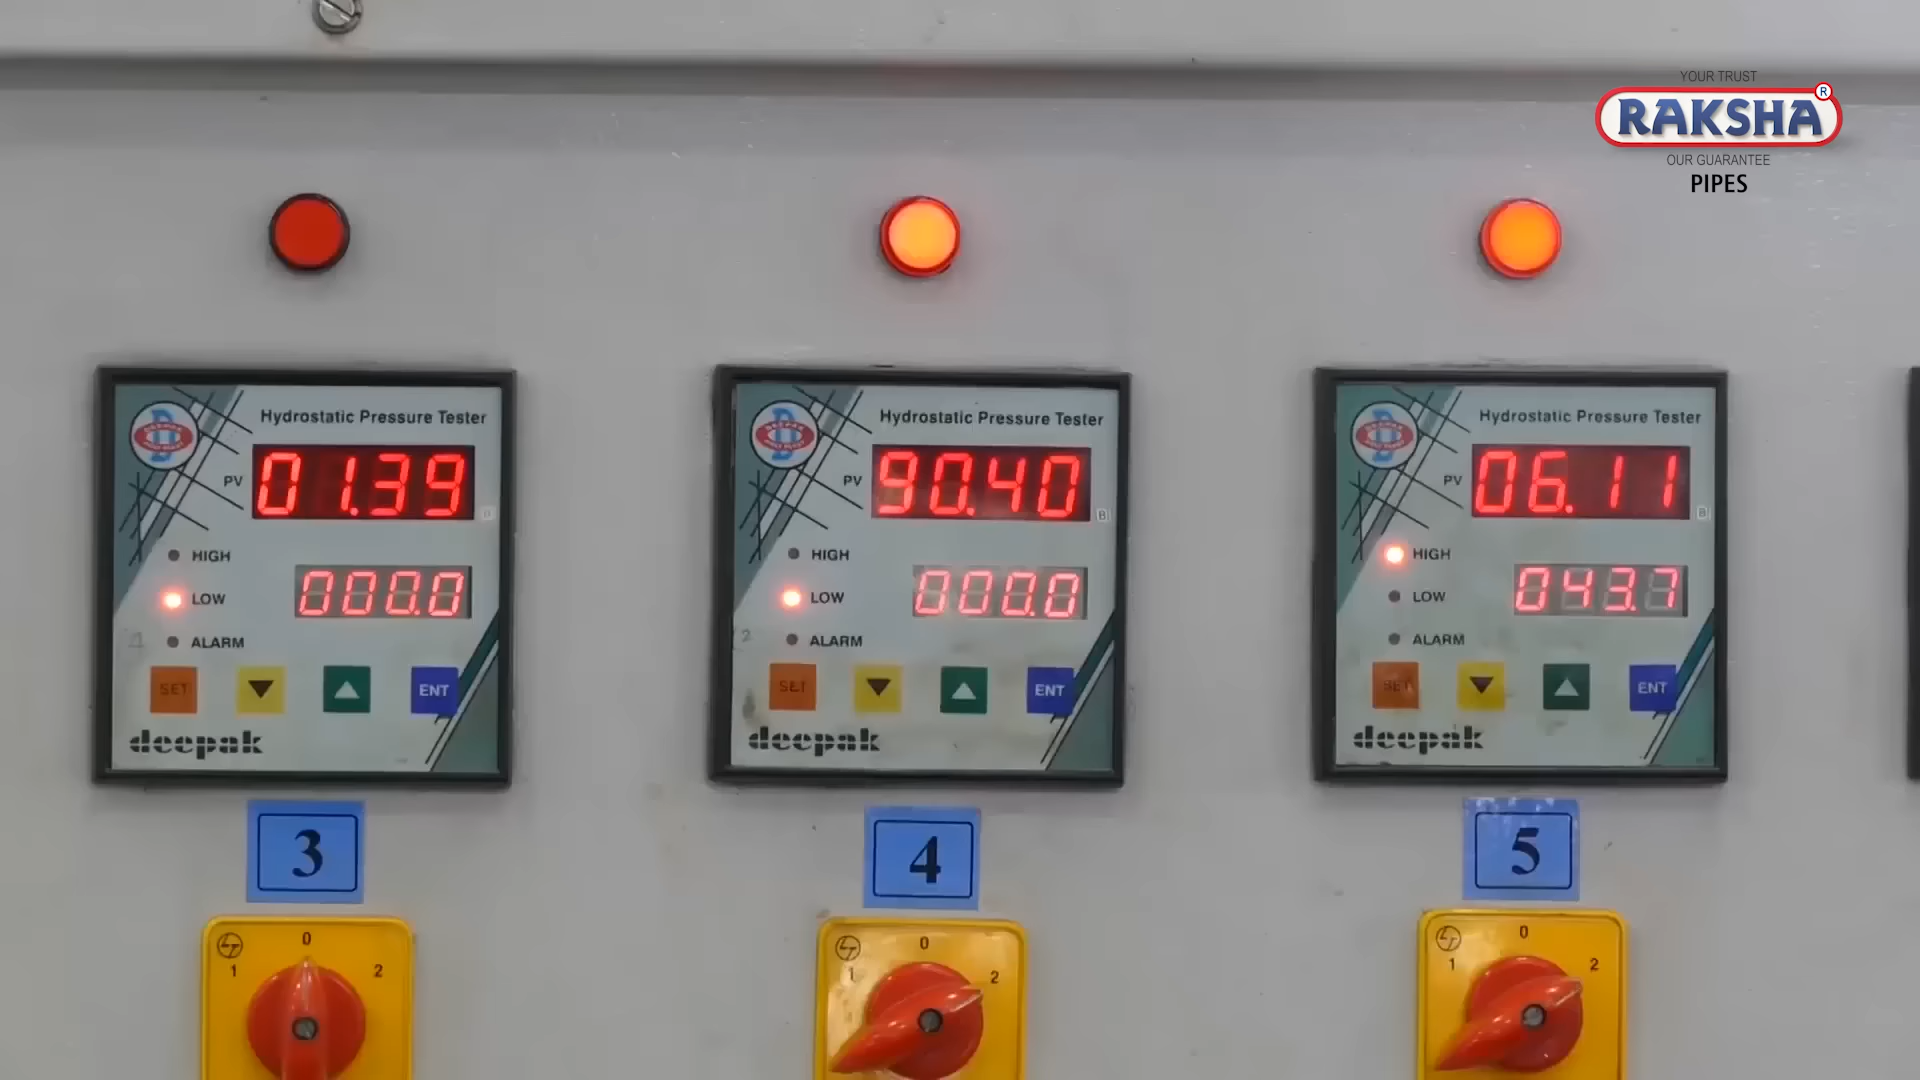 YOUR TRUST
RAKSHA®
OUR GUARANTEE
PIPES
Hydrostatic Pressure Tester
PV 01.39
HIGH
LOW 000.0
ALARM
SET ENT
deepak
3
0
1 2
Hydrostatic Pressure Tester
PV 90.40 B
HIGH
LOW 000.0
2 ALARM
SET ENT
deepak
4
0
1 2
Hydrostatic Pressure Tester
PV 06.11 B
HIGH
LOW 043.7
ALARM
SET ENT
deepak
5
0
1 2